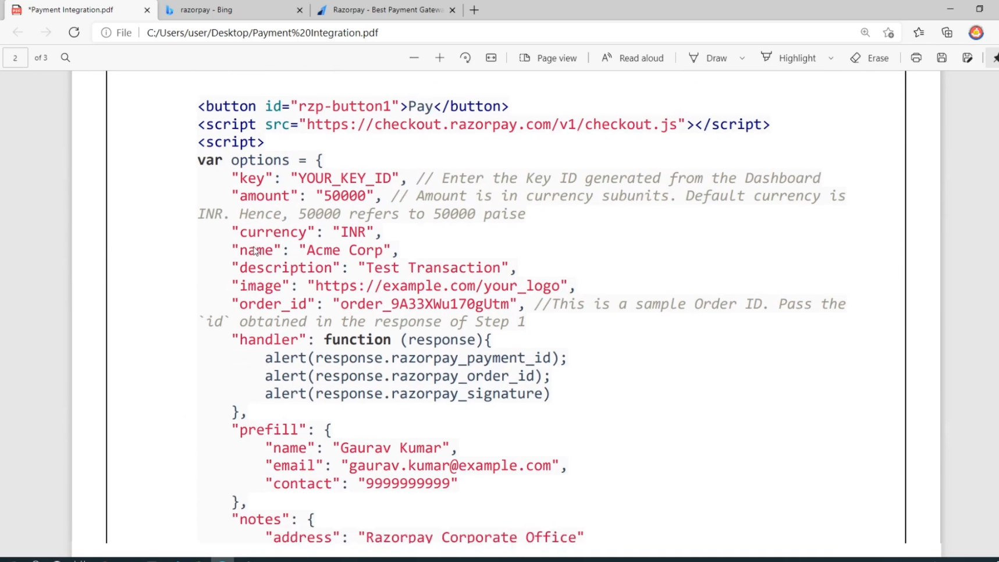 *Payment Integration.pdf
razorpay - Bing
Razorpay - Best Payment Gatewa
File
C:/Users/user/Desktop/Payment%20Integration.pdf
2 of 3
Page view
Read aloud
Draw
Highlight
Erase
<button id="rzp-button1">Pay</button>
<script src="https://checkout.razorpay.com/v1/checkout.js"></script>
<script>
var options = {
"key": "YOUR_KEY_ID", // Enter the Key ID generated from the Dashboard
"amount": "50000", // Amount is in currency subunits. Default currency is
INR. Hence, 50000 refers to 50000 paise
"currency": "INR",
"name": "Acme Corp",
"description": "Test Transaction",
"image": "https://example.com/your_logo",
"order_id": "order_9A33XWu170gUtm", //This is a sample Order ID. Pass the
`id` obtained in the response of Step 1
"handler": function (response){
alert(response.razorpay_payment_id);
alert(response.razorpay_order_id);
alert(response.razorpay_signature)
},
"prefill": {
"name": "Gaurav Kumar",
"email": "gaurav.kumar@example.com",
"contact": "9999999999"
},
"notes": {
"address": "Razorpay Corporate Office"